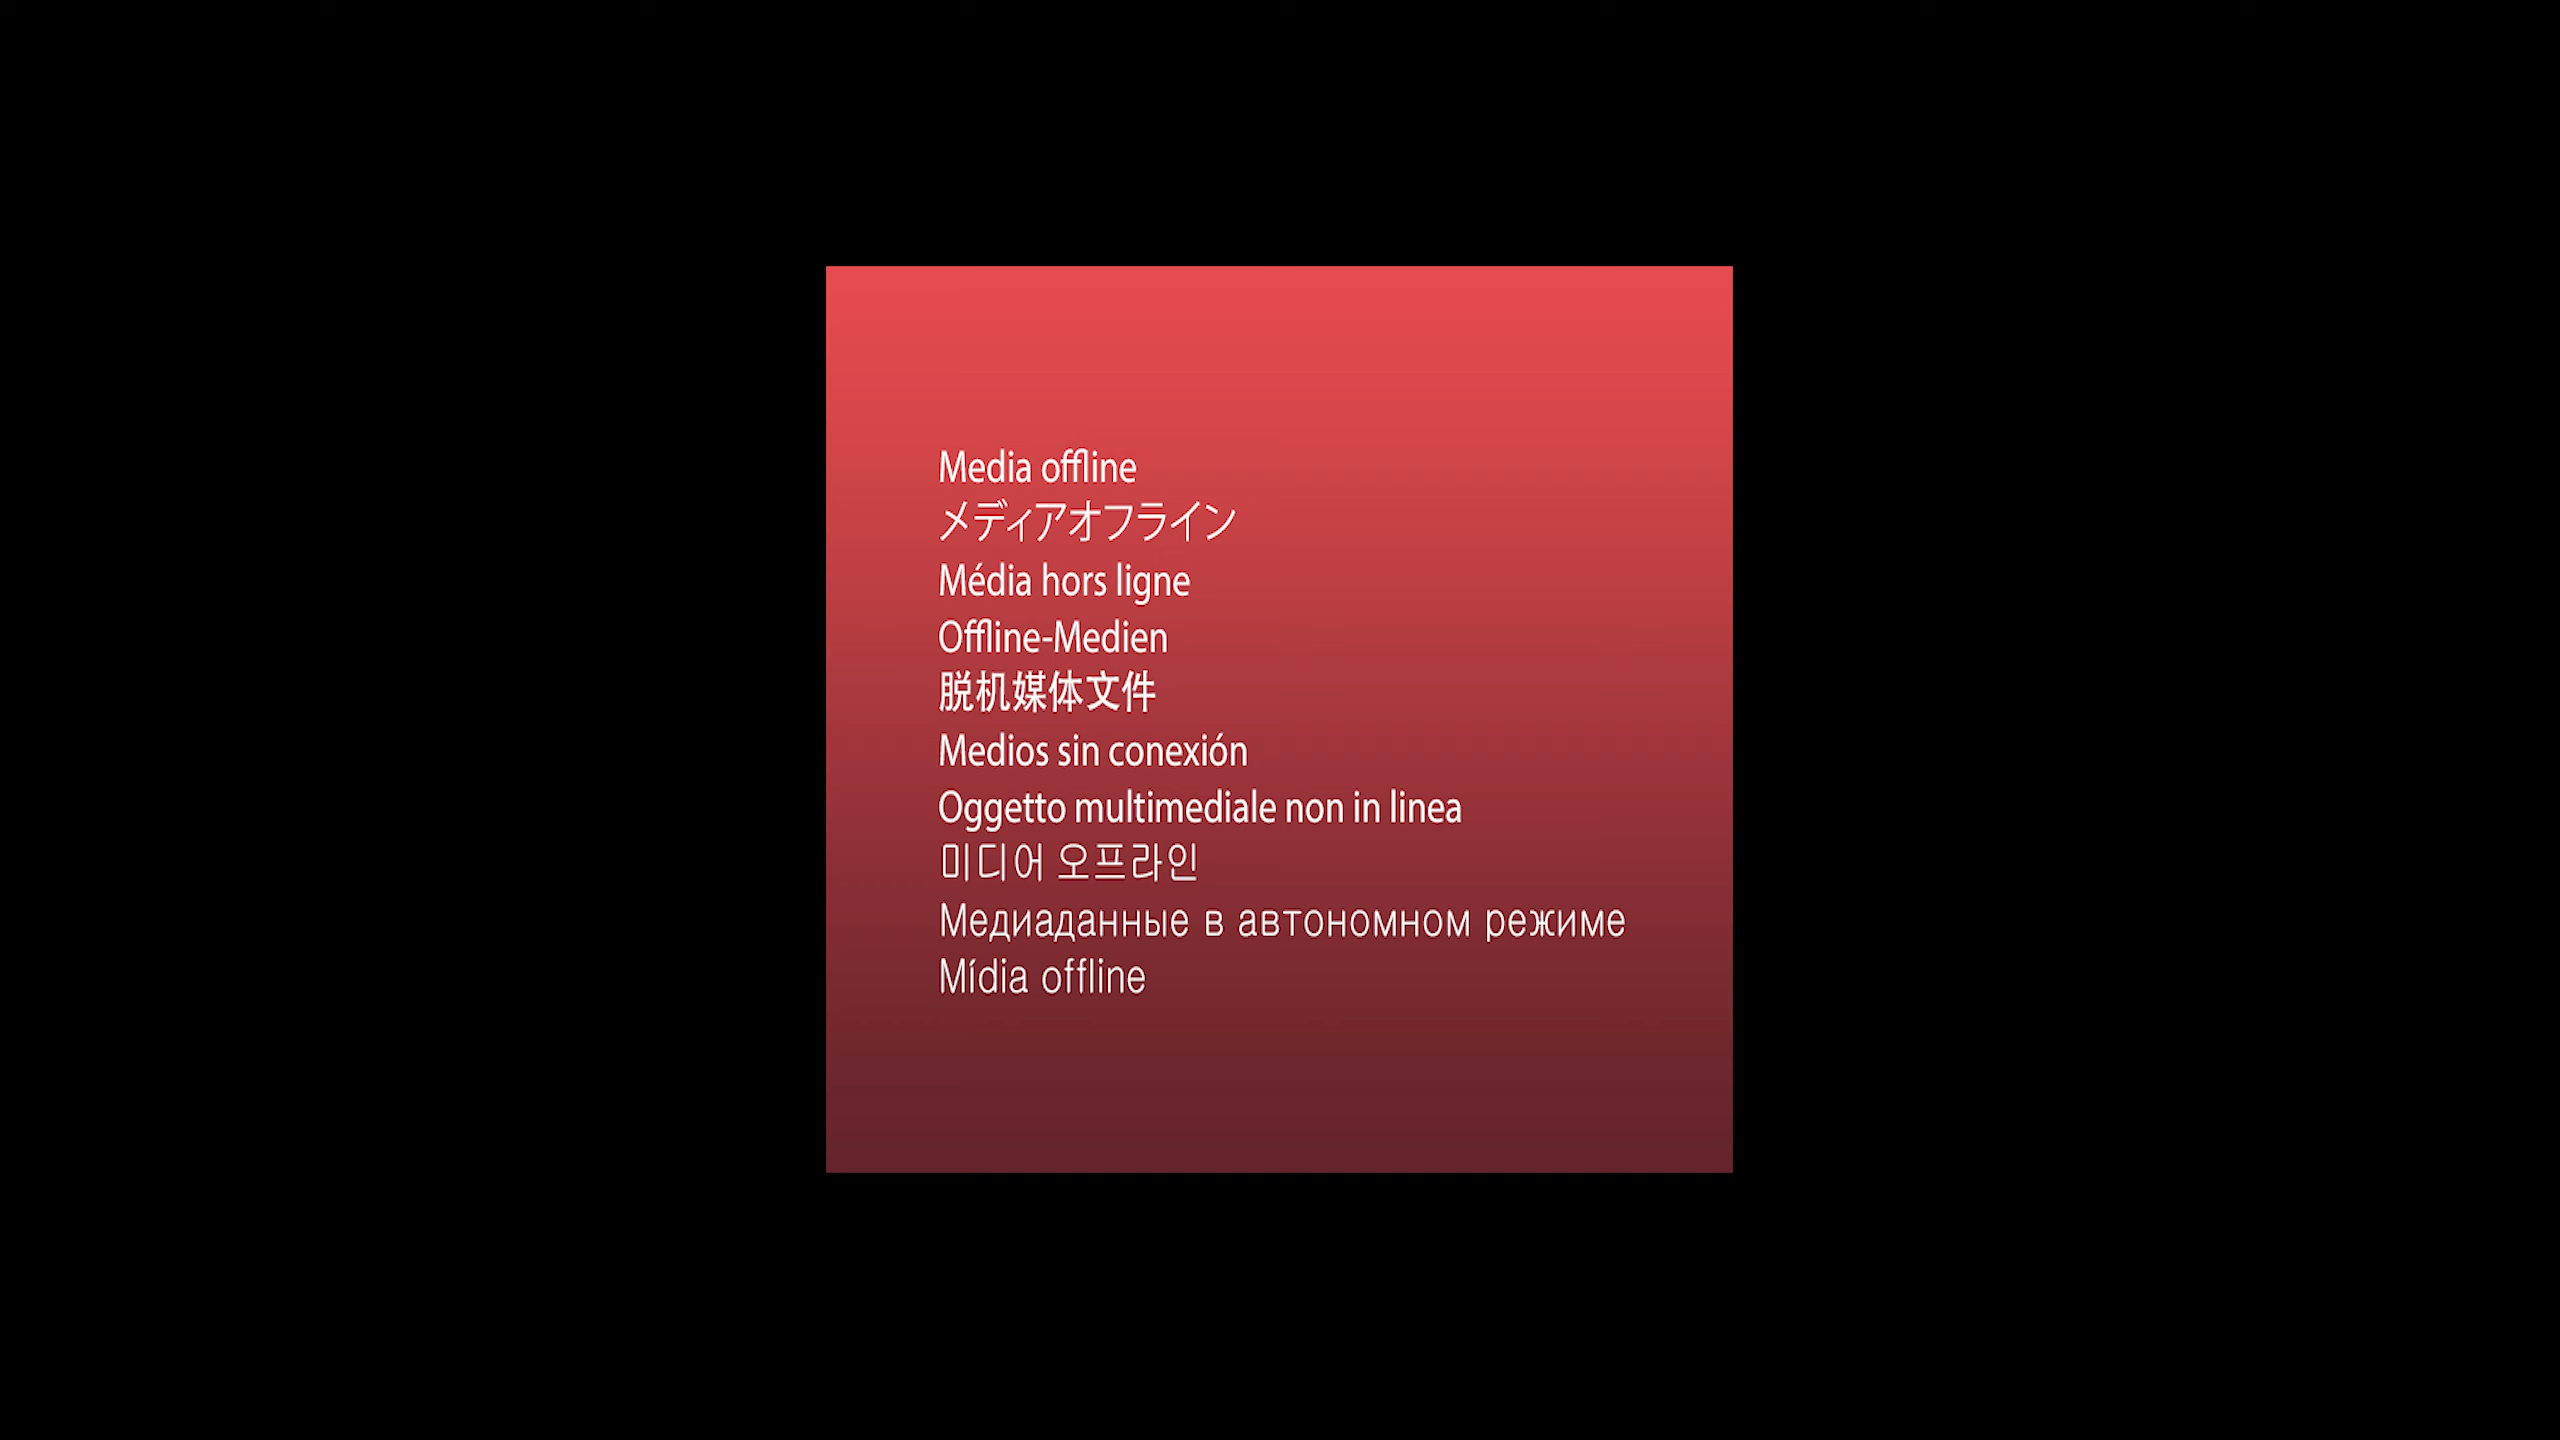 Media offline
メディアオフライン
Média hors ligne
Offline-Medien
脱机媒体文件
Medios sin conexión
Oggetto multimediale non in linea
미디어 오프라인
Медиаданные в автономном режиме
Mídia offline